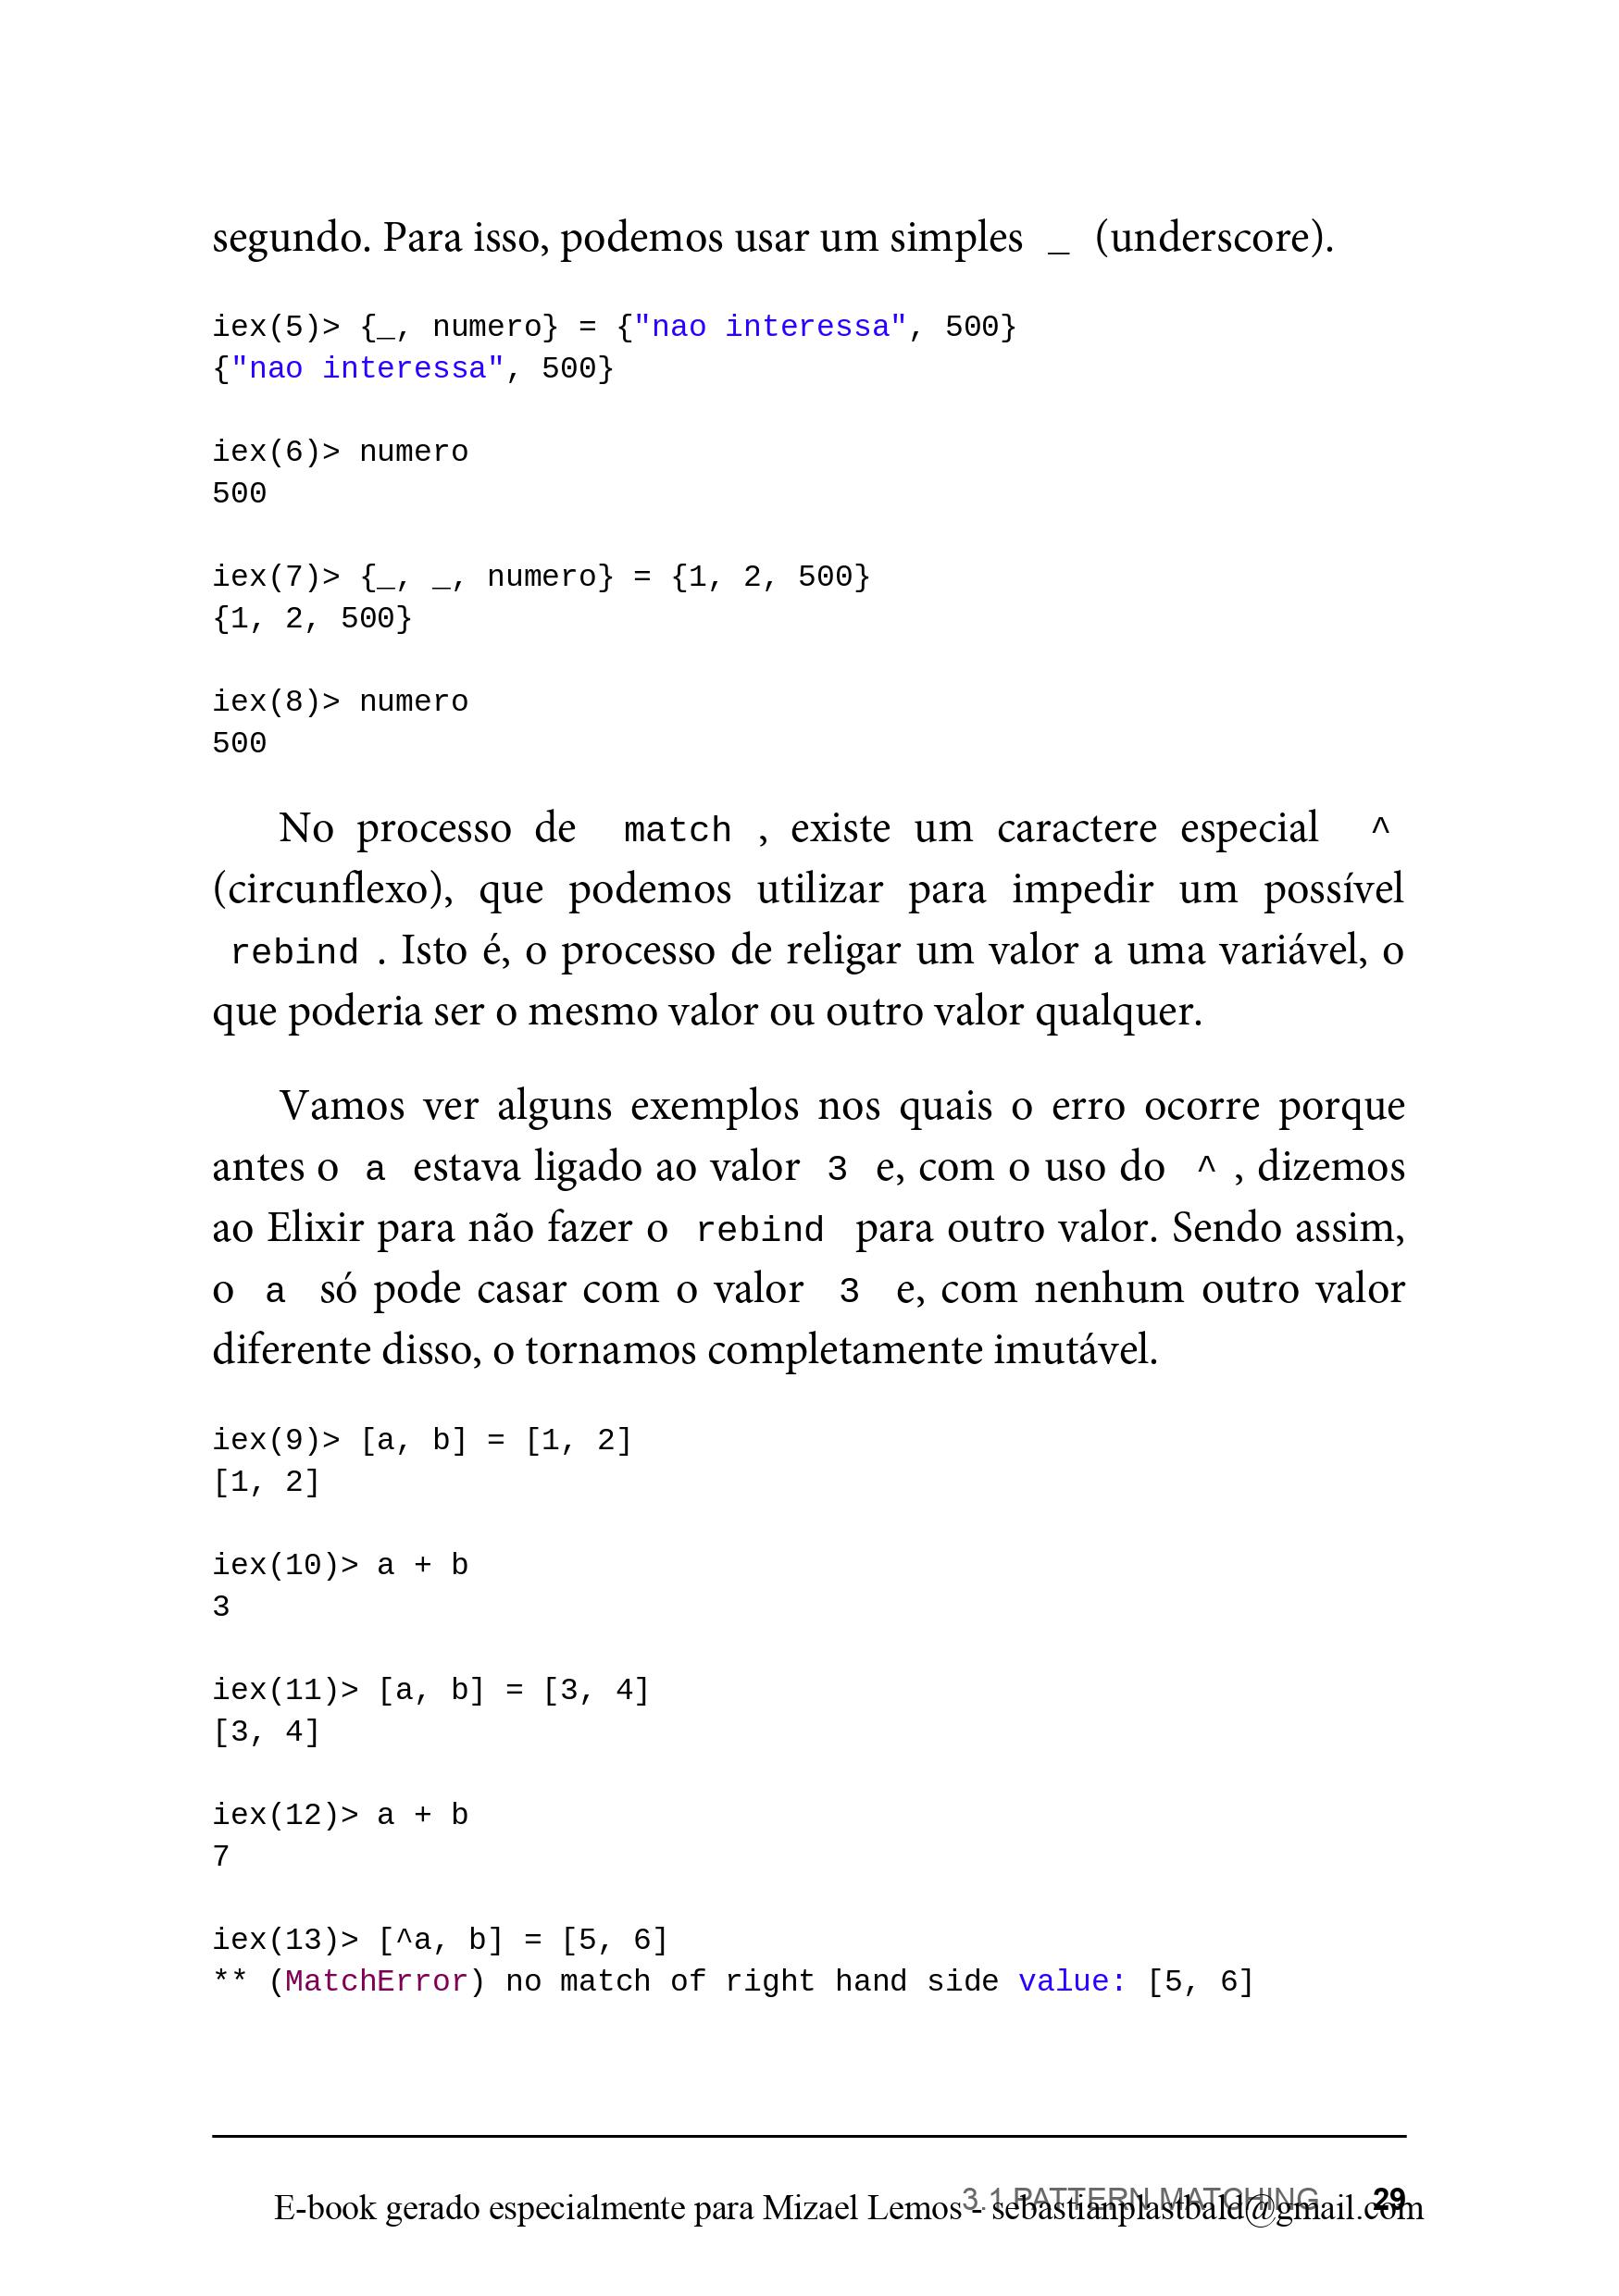 segundo. Para isso, podemos usar um simples _ (underscore).
iex(5)> {_, numero} = {"nao interessa", 500}
{"nao interessa", 500}
iex(6)> numero
500
iex(7)> {_, _, numero} = {1, 2, 500}
{1, 2, 500}
iex(8)> numero
500
No processo de match , existe um caractere especial ^
(circunflexo), que podemos utilizar para impedir um possível
rebind . Isto é, o processo de religar um valor a uma variável, o
que poderia ser o mesmo valor ou outro valor qualquer.
Vamos ver alguns exemplos nos quais o erro ocorre porque
antes o a estava ligado ao valor 3 e, com o uso do ^ , dizemos
ao Elixir para não fazer o rebind para outro valor. Sendo assim,
o a só pode casar com o valor 3 e, com nenhum outro valor
diferente disso, o tornamos completamente imutável.
iex(9)> [a, b] = [1, 2]
[1, 2]
iex(10)> a + b
3
iex(11)> [a, b] = [3, 4]
[3, 4]
iex(12)> a + b
7
iex(13)> [^a, b] = [5, 6]
** (MatchError) no match of right hand side value: [5, 6]
3.1 PATTERN MATCHING 29
E-book gerado especialmente para Mizael Lemos - sebastianplastbald@gmail.com